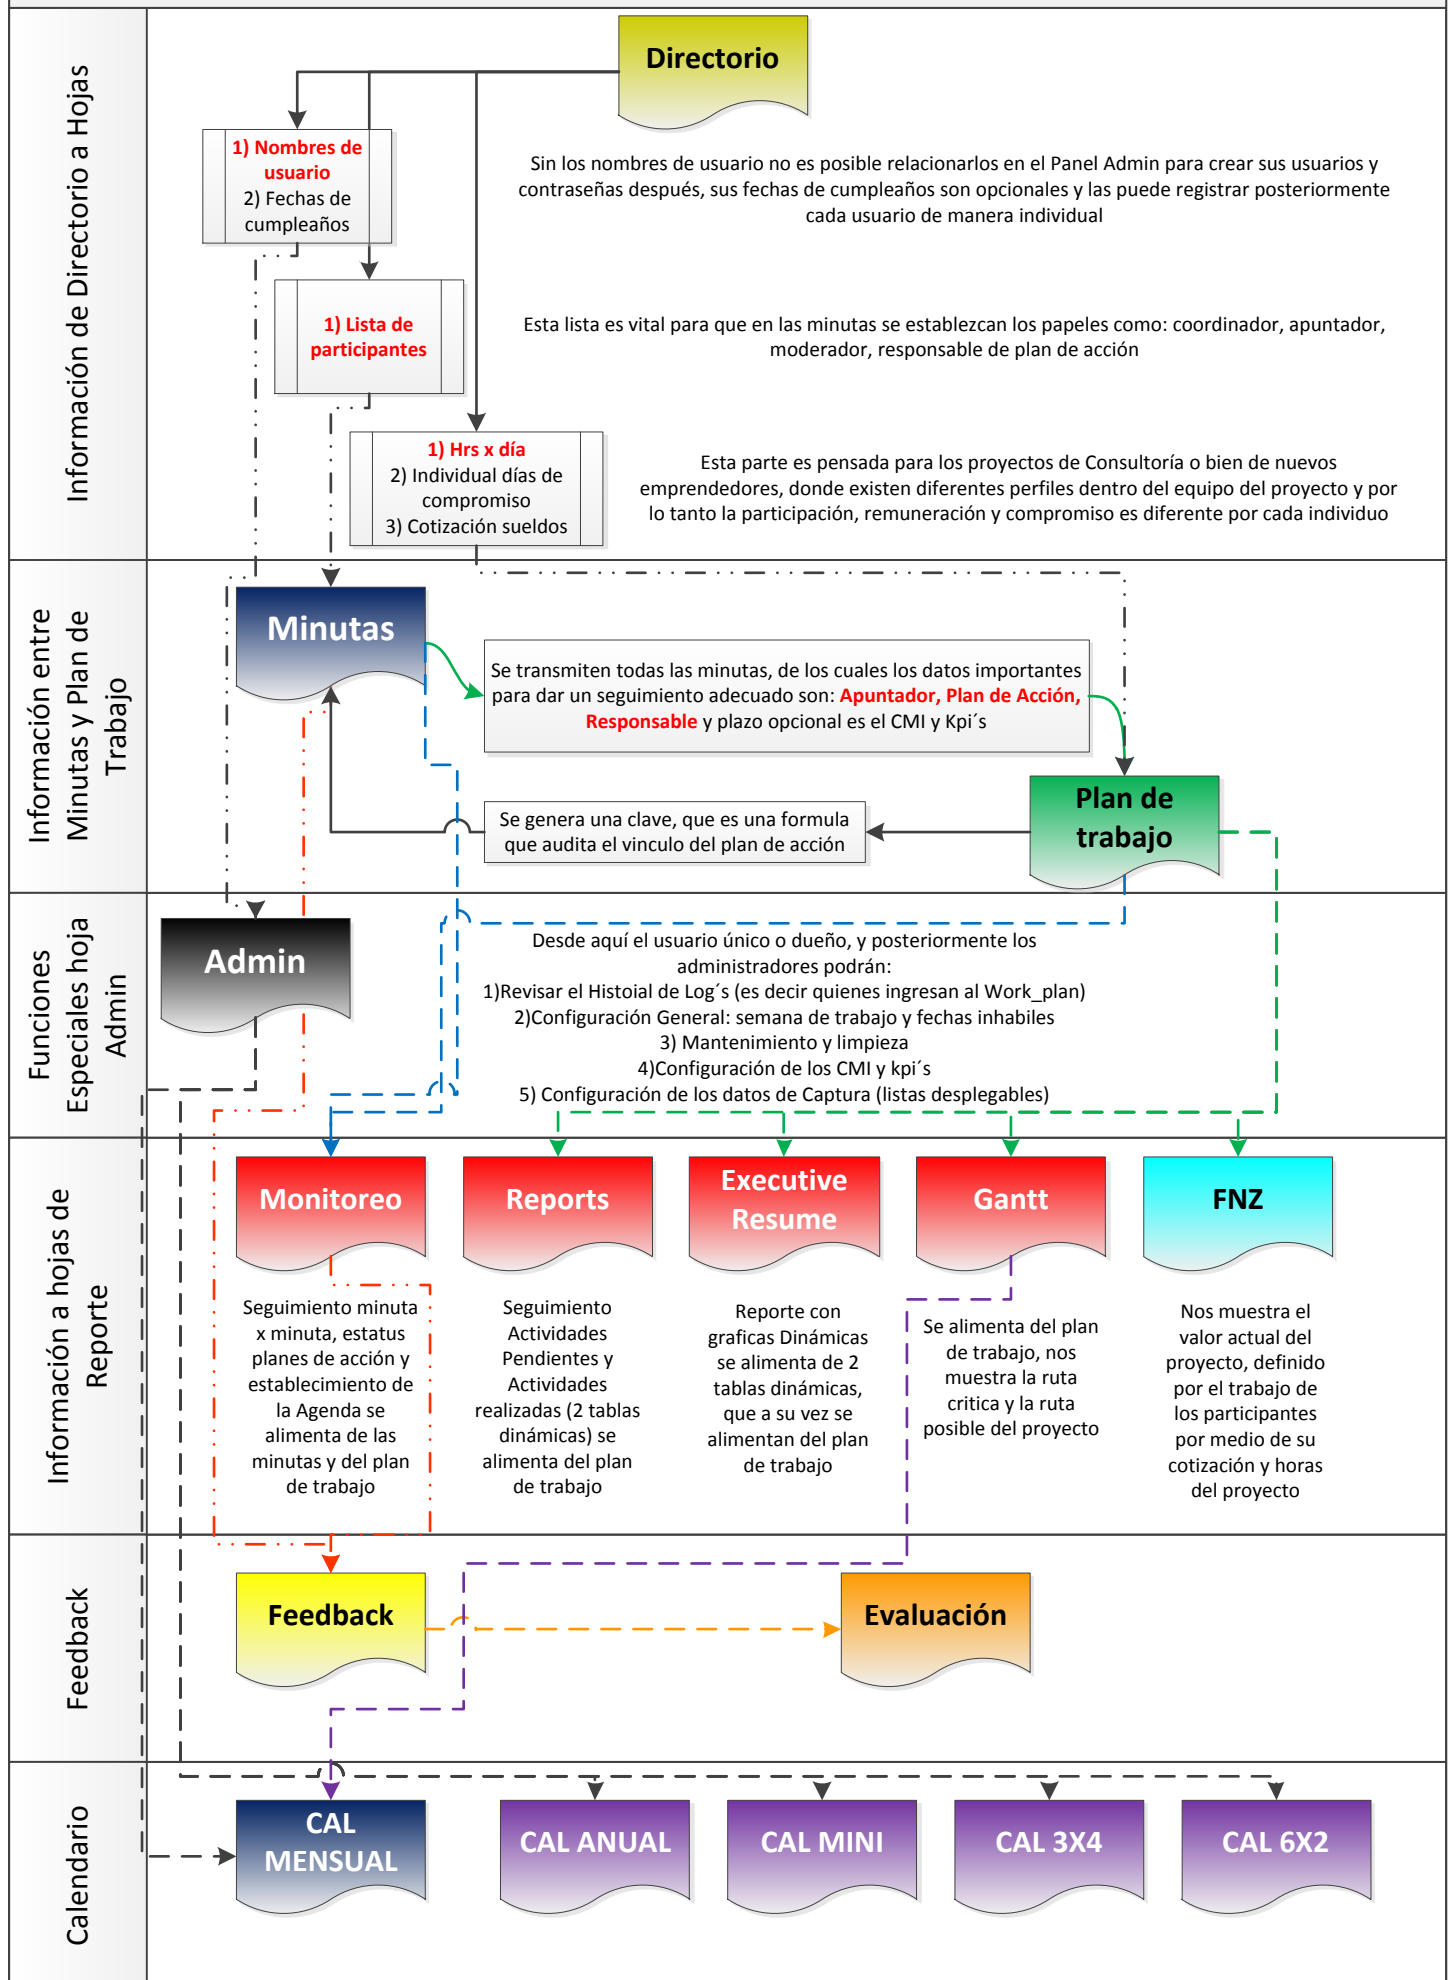 Información de Directorio a Hojas
Directorio
1) Nombres de
usuario
2) Fechas de
cumpleaños
Sin los nombres de usuario no es posible relacionarlos en el Panel Admin para crear sus usuarios y
contraseñas después, sus fechas de cumpleaños son opcionales y las puede registrar posteriormente
cada usuario de manera individual
1) Lista de
participantes
Esta lista es vital para que en las minutas se establezcan los papeles como: coordinador, apuntador,
moderador, responsable de plan de acción
1) Hrs x día
2) Individual días de
compromiso
3) Cotización sueldos
Esta parte es pensada para los proyectos de Consultoría o bien de nuevos
emprendedores, donde existen diferentes perfiles dentro del equipo del proyecto y por
lo tanto la participación, remuneración y compromiso es diferente por cada individuo
Información entre
Minutas y Plan de
Trabajo
Minutas
Se transmiten todas las minutas, de los cuales los datos importantes
para dar un seguimiento adecuado son: Apuntador, Plan de Acción,
Responsable y plazo opcional es el CMI y Kpi´s
Plan de
trabajo
Se genera una clave, que es una formula
que audita el vinculo del plan de acción
Funciones
Especiales hoja
Admin
Admin
Desde aquí el usuario único o dueño, y posteriormente los
administradores podrán:
1)Revisar el Histoial de Log´s (es decir quienes ingresan al Work_plan)
2)Configuración General: semana de trabajo y fechas inhabiles
3) Mantenimiento y limpieza
4)Configuración de los CMI y kpi´s
5) Configuración de los datos de Captura (listas desplegables)
Información a hojas de
Reporte
Monitoreo
Seguimiento minuta
x minuta, estatus
planes de acción y
establecimiento de
la Agenda se
alimenta de las
minutas y del plan
de trabajo
Reports
Seguimiento
Actividades
Pendientes y
Actividades
realizadas (2 tablas
dinámicas) se
alimenta del plan
de trabajo
Executive
Resume
Reporte con
graficas Dinámicas
se alimenta de 2
tablas dinámicas,
que a su vez se
alimentan del plan
de trabajo
Gantt
Se alimenta del plan
de trabajo, nos
muestra la ruta
critica y la ruta
posible del proyecto
FNZ
Nos muestra el
valor actual del
proyecto, definido
por el trabajo de
los participantes
por medio de su
cotización y horas
del proyecto
Feedback
Feedback
Evaluación
Calendario
CAL
MENSUAL
CAL ANUAL
CAL MINI
CAL 3X4
CAL 6X2